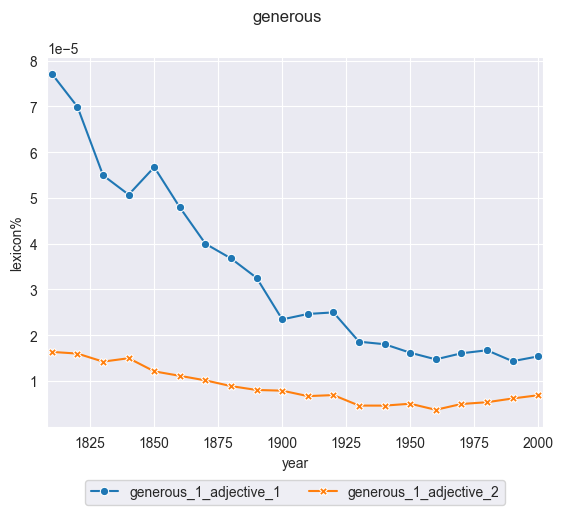 generous
1e−5
8
7
6
5
4
3
2
1
lexicon%
1825 1850 1875 1900 1925 1950 1975 2000
year
generous_1_adjective_1 generous_1_adjective_2